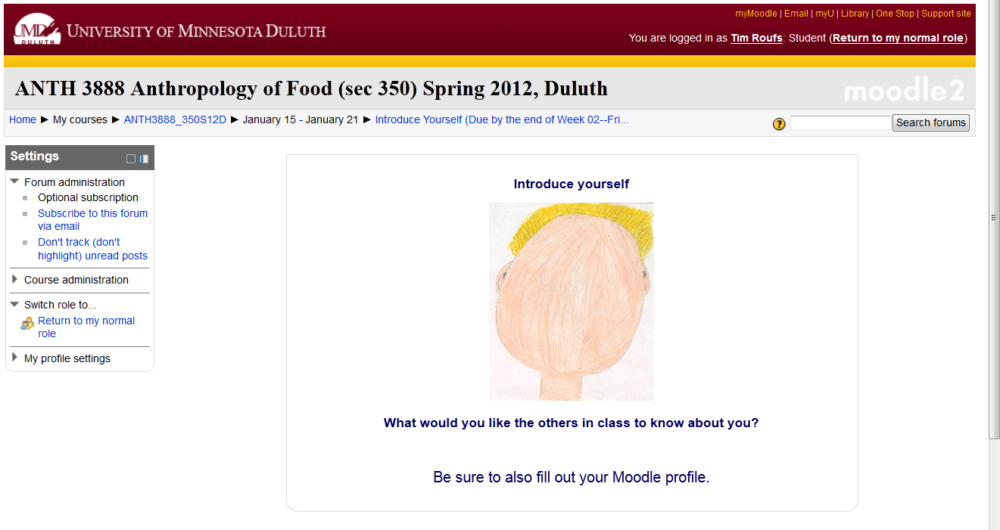 myMoodle | Email | myU | Library | One Stop | Support site
UMD
DULUTH
UNIVERSITY OF MINNESOTA DULUTH
You are logged in as Tim Roufs: Student (Return to my normal role)
ANTH 3888 Anthropology of Food (sec 350) Spring 2012, Duluth
moodle2
Home ► My courses ► ANTH3888_350S12D ► January 15 - January 21 ► Introduce Yourself (Due by the end of Week 02--Fri...
?
Search forums
Settings
Forum administration
Optional subscription
Subscribe to this forum
via email
Don't track (don't
highlight) unread posts
Course administration
Switch role to...
Return to my normal
role
My profile settings
Introduce yourself
What would you like the others in class to know about you?
Be sure to also fill out your Moodle profile.